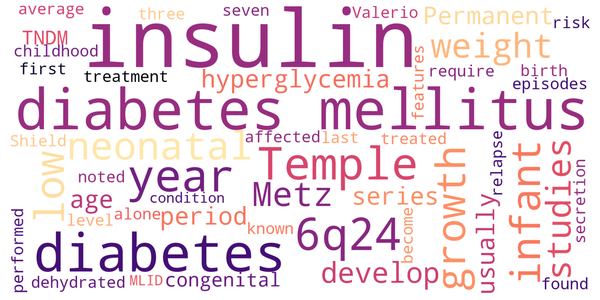 average three seven Valerio Permanent risk
TNDM insulin weight
childhood
first treatment hyperglycemia features require birth
episodes
diabetes mellitus
Shield neonatal affected last treated
low noted year Temple growth relapse infant studies secretion
age condition Metz series usually
level alone period known 6q24 become
performed diabetes develop found
dehydrated MLID congenital